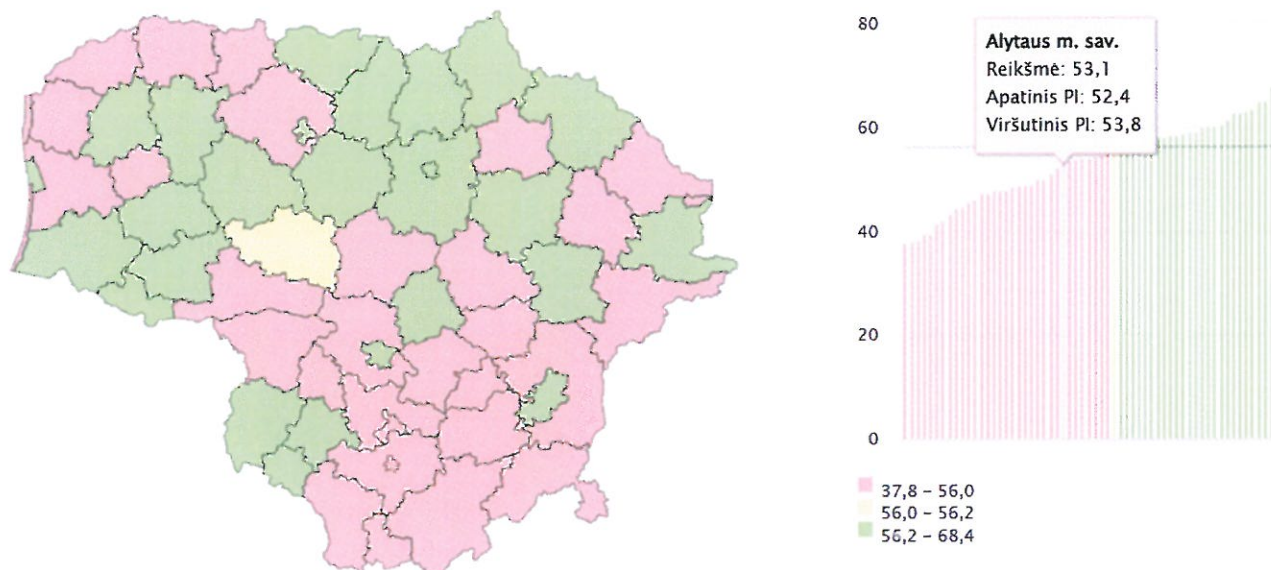 80
Alytaus m. sav.
Reikšmė: 53,1
Apatinis PI: 52,4
Viršutinis PI: 53,8
60
40
20
0
37,8 – 56,0
56,0 – 56,2
56,2 – 68,4